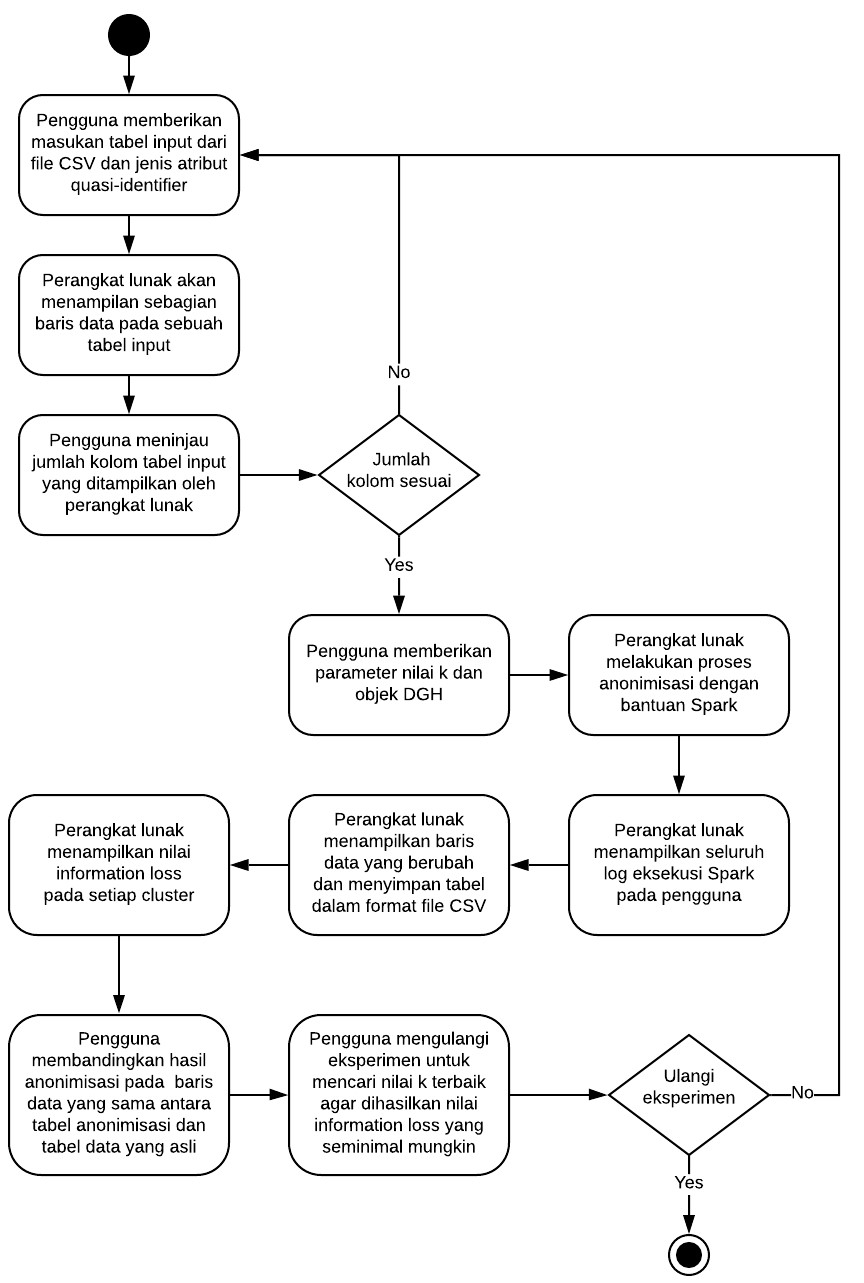 Pengguna memberikan
masukan tabel input dari
file CSV dan jenis atribut
quasi-identifier
Perangkat lunak akan
menampilan sebagian
baris data pada sebuah
tabel input
Pengguna meninjau
jumlah kolom tabel input
yang ditampilkan oleh
perangkat lunak
No
Jumlah
kolom sesuai
Yes
Pengguna memberikan
parameter nilai k dan
objek DGH
Perangkat lunak
melakukan proses
anonimisasi dengan
bantuan Spark
Perangkat lunak
menampilkan seluruh
log eksekusi Spark
pada pengguna
Perangkat lunak
menampilkan baris
data yang berubah
dan menyimpan tabel
dalam format file CSV
Perangkat lunak
menampilkan nilai
information loss
pada setiap cluster
Pengguna
membandingkan hasil
anonimisasi pada  baris
data yang sama antara
tabel anonimisasi dan
tabel data yang asli
Pengguna mengulangi
eksperimen untuk
mencari nilai k terbaik
agar dihasilkan nilai
information loss yang
seminimal mungkin
Ulangi
eksperimen
No
Yes